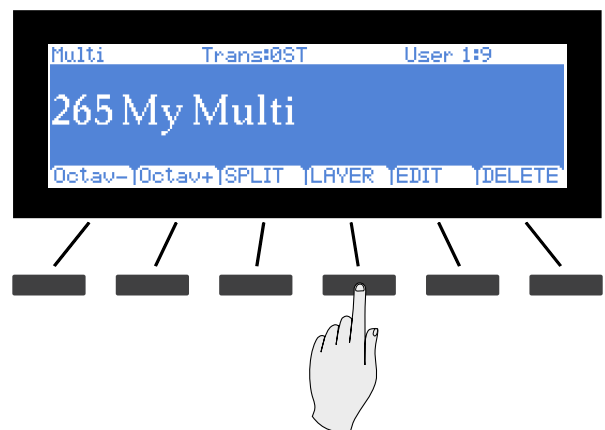 Multi Trans:0ST User 1:9
265 My Multi
Octav- Octav+ SPLIT LAYER EDIT DELETE